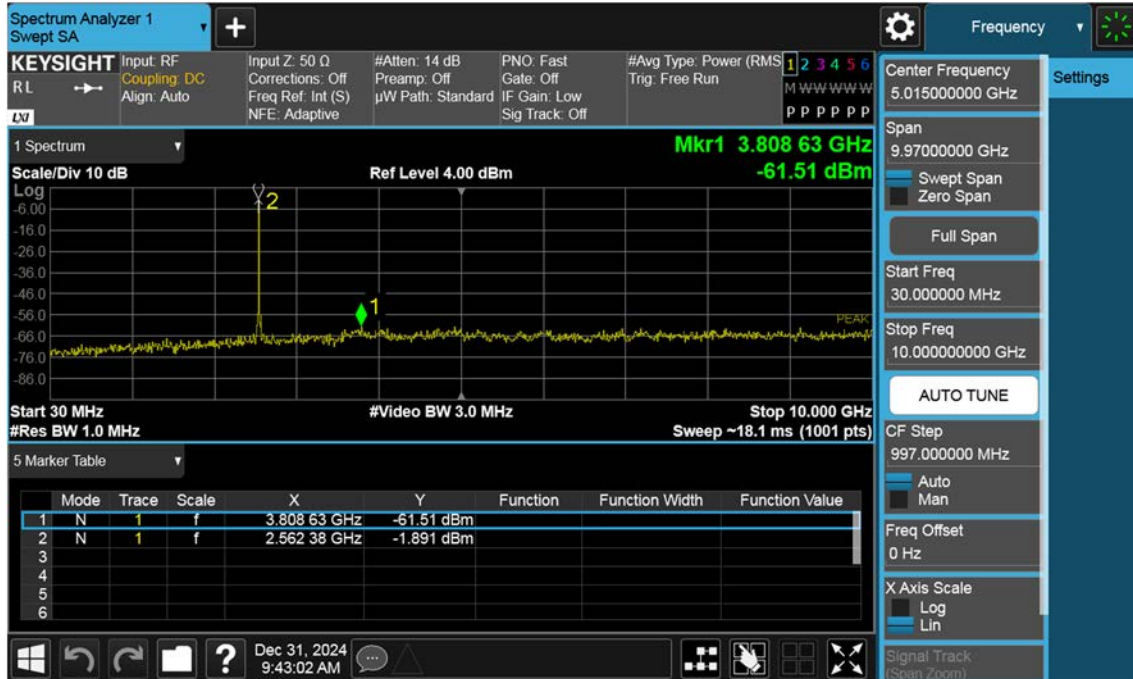 Spectrum Analyzer 1
Swept SA
Frequency
KEYSIGHT
R L
LXI
Input: RF
Coupling: DC
Align: Auto
Input Z: 50 Ω
Corrections: Off
Freq Ref: Int (S)
NFE: Adaptive
#Atten: 14 dB
Preamp: Off
µW Path: Standard
PNO: Fast
Gate: Off
IF Gain: Low
Sig Track: Off
#Avg Type: Power (RMS
Trig: Free Run
1 2 3 4 5 6
M W W W W W
P P P P P P
1 Spectrum
Scale/Div 10 dB
Ref Level 4.00 dBm
Mkr1 3.808 63 GHz
-61.51 dBm
Log
-6.00
-16.0
-26.0
-36.0
-46.0
-56.0
-66.0
-76.0
-86.0
2
1
PEAK
Start 30 MHz
#Video BW 3.0 MHz
Stop 10.000 GHz
#Res BW 1.0 MHz
Sweep ~18.1 ms (1001 pts)
5 Marker Table
Mode Trace Scale X Y Function Function Width Function Value
1 N 1 f 3.808 63 GHz -61.51 dBm
2 N 1 f 2.562 38 GHz -1.891 dBm
3
4
5
6
Dec 31, 2024
9:43:02 AM
Center Frequency
5.015000000 GHz
Settings
Span
9.97000000 GHz
Swept Span
Zero Span
Full Span
Start Freq
30.000000 MHz
Stop Freq
10.000000000 GHz
AUTO TUNE
CF Step
997.000000 MHz
Auto
Man
Freq Offset
0 Hz
X Axis Scale
Log
Lin
Signal Track
(Span Zoom)